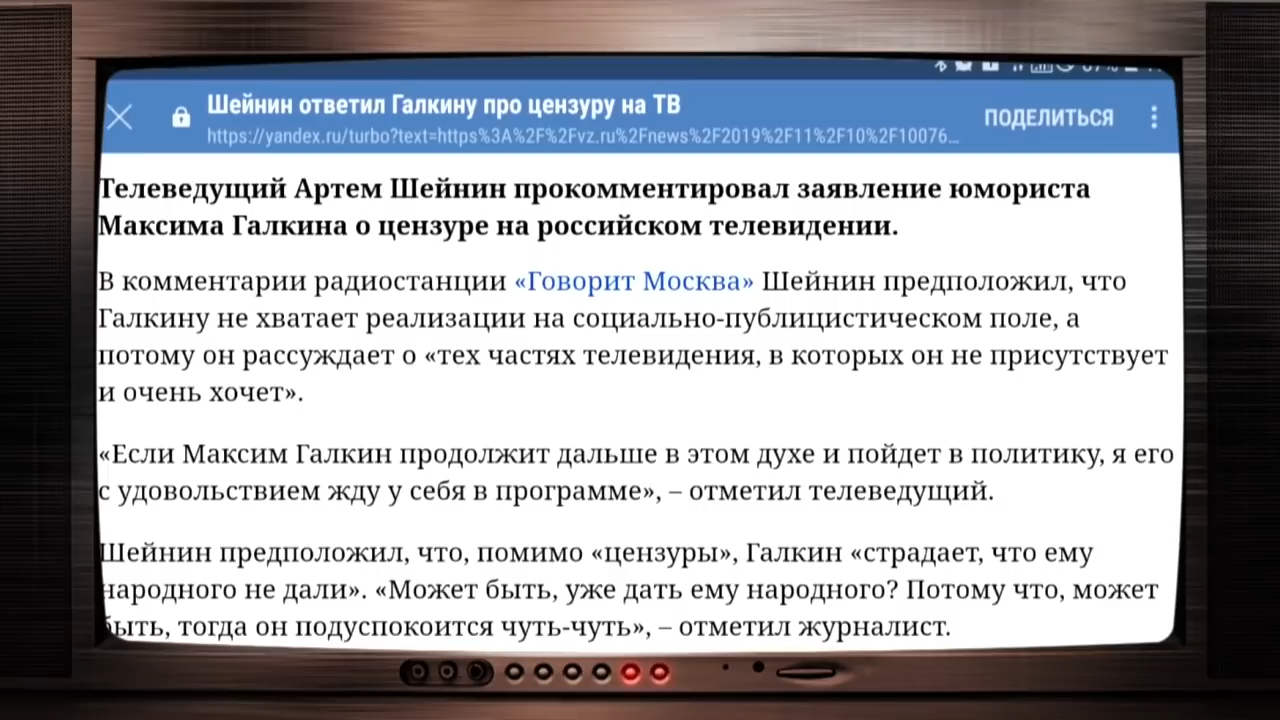 Шейнин ответил Галкину про цензуру на ТВ
https://yandex.ru/turbo?text=https%3A%2F%2Fvz.ru%2Fnews%2F2019%2F11%2F10%2F10076...
ПОДЕЛИТЬСЯ
Телеведущий Артем Шейнин прокомментировал заявление юмориста
Максима Галкина о цензуре на российском телевидении.
В комментарии радиостанции «Говорит Москва» Шейнин предположил, что
Галкину не хватает реализации на социально-публицистическом поле, а
потому он рассуждает о «тех частях телевидения, в которых он не присутствует
и очень хочет».
«Если Максим Галкин продолжит дальше в этом духе и пойдет в политику, я его
с удовольствием жду у себя в программе», – отметил телеведущий.
Шейнин предположил, что, помимо «цензуры», Галкин «страдает, что ему
народного не дали». «Может быть, уже дать ему народного? Потому что, может
быть, тогда он подуспокоится чуть-чуть», – отметил журналист.